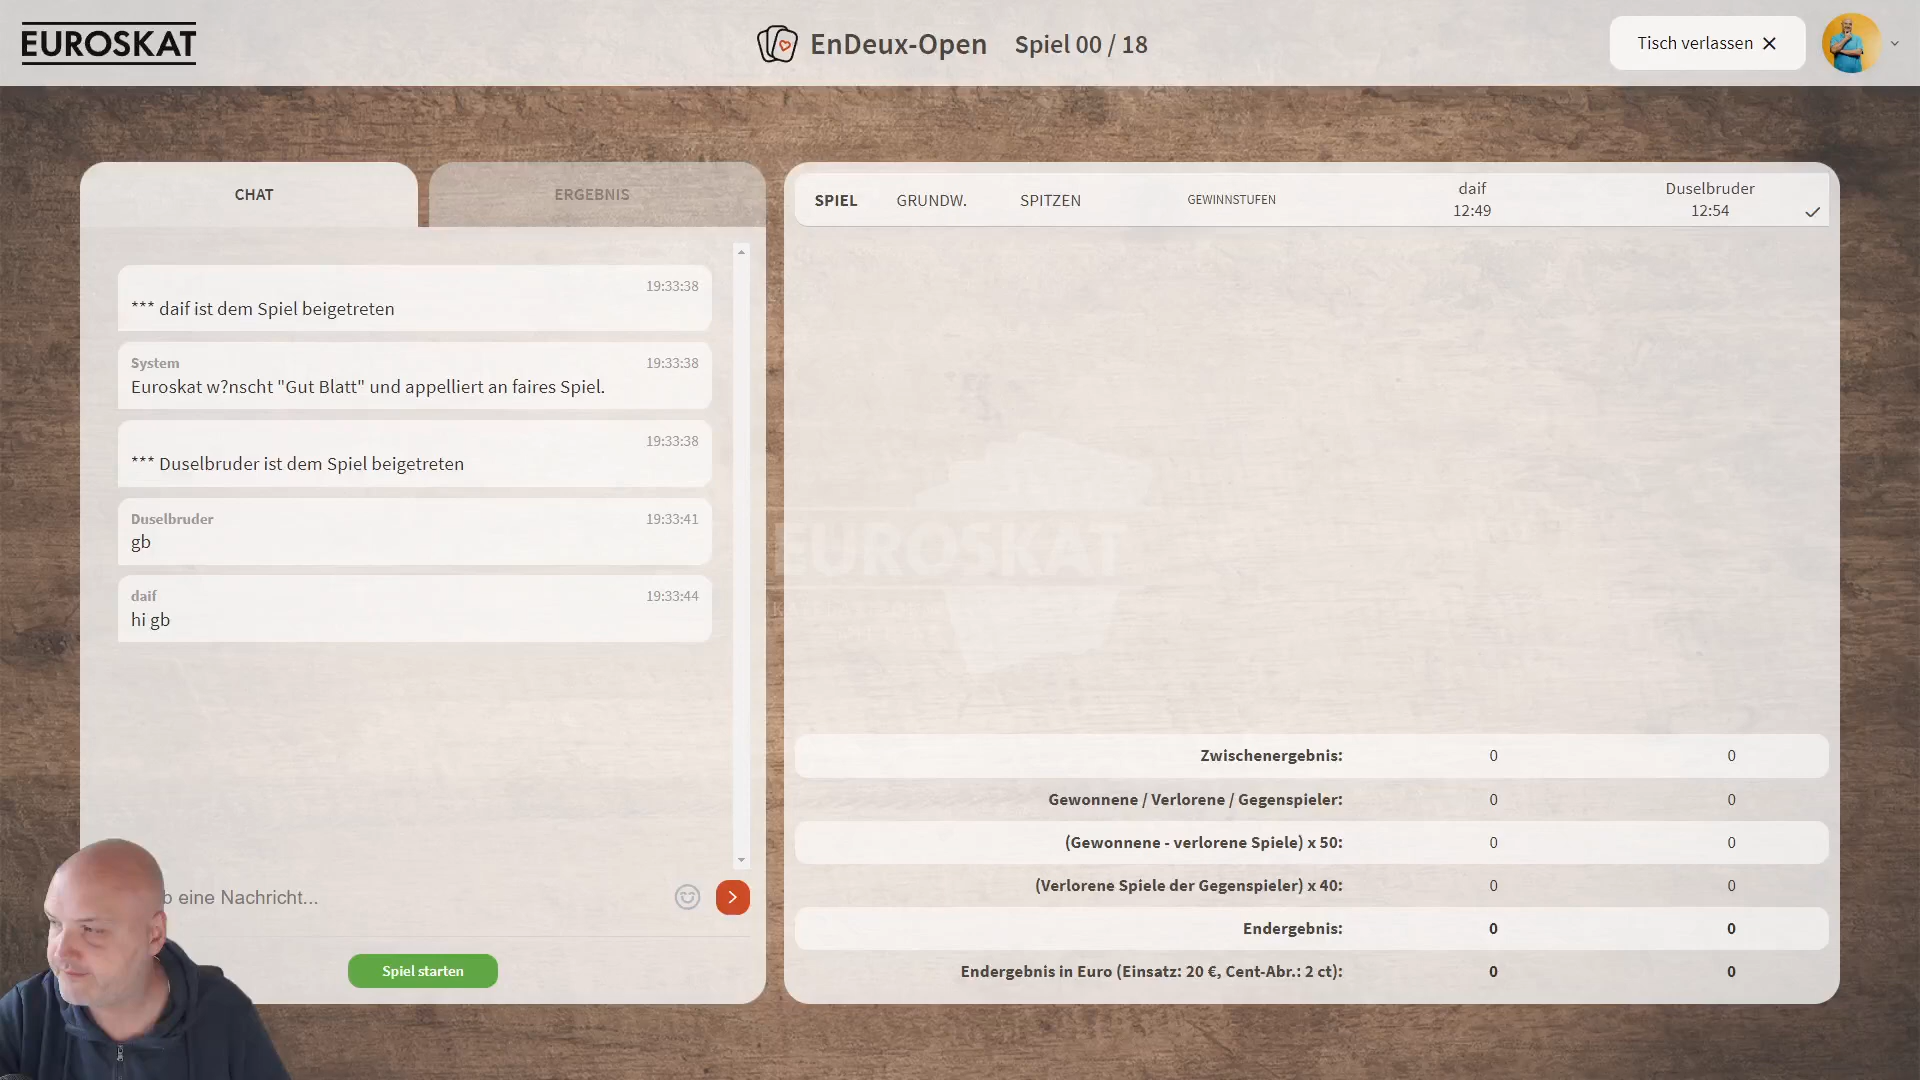 EUROSKAT
EnDeux-Open
Spiel 00 / 18
Tisch verlassen
CHAT
ERGEBNIS
19:33:38
*** daif ist dem Spiel beigetreten
System
19:33:38
Euroskat w?nscht "Gut Blatt" und appelliert an faires Spiel.
19:33:38
*** Duselbruder ist dem Spiel beigetreten
Duselbruder
19:33:41
gb
daif
19:33:44
hi gb
b eine Nachricht...
Spiel starten
SPIEL
GRUNDW.
SPITZEN
GEWINNSTUFEN
daif
12:49
Duselbruder
12:54
EUROSKAT
Zwischenergebnis: 0 0
Gewonnene / Verlorene / Gegenspieler: 0 0
(Gewonnene - verlorene Spiele) x 50: 0 0
(Verlorene Spiele der Gegenspieler) x 40: 0 0
Endergebnis: 0 0
Endergebnis in Euro (Einsatz: 20 €, Cent-Abr.: 2 ct): 0 0